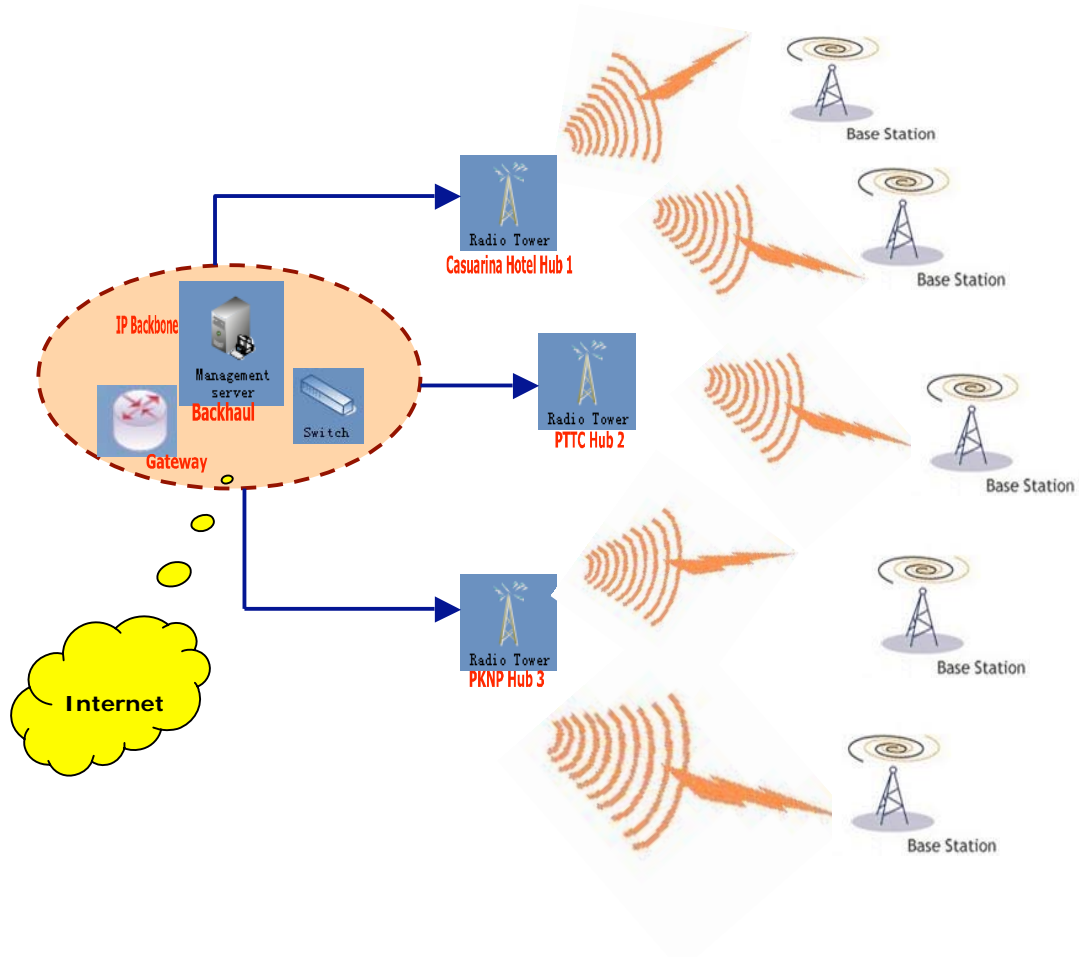 Base Station
Base Station
Radio Tower
Casuarina Hotel Hub 1
IP Backbone
Management
server
Backhaul
Switch
Gateway
Radio Tower
PTTC Hub 2
Base Station
Radio Tower
PKNP Hub 3
Base Station
Internet
Base Station